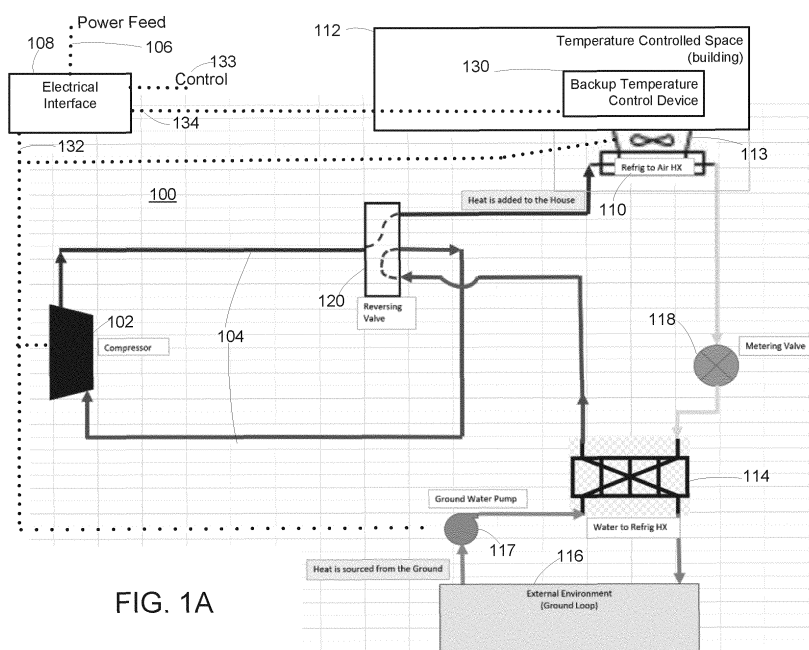 Power Feed
108
106
112
Temperature Controlled Space
(building)
133
Control
130
Electrical
Interface
Backup Temperature
Control Device
134
132
113
Refrig to Air HX
100
Heat is added to the House
110
120
102
104
Reversing
Valve
118
Metering Valve
Compressor
114
Ground Water Pump
Water to Refrig HX
117
116
Heat is sourced from the Ground
External Environment
(Ground Loop)
FIG. 1A